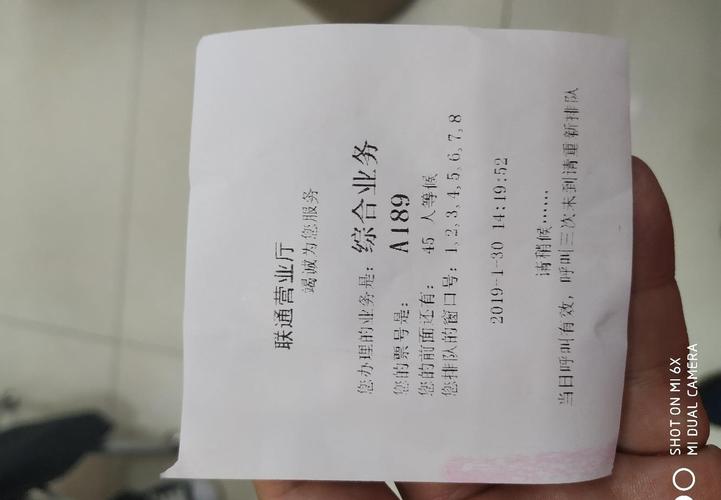 联通营业厅
竭诚为您服务
您办理的业务是：综合业务
您的票号是：A189
您的前面还有：45 人等候
您排队的窗口号：1,2,3,4,5,6,7,8
2019-1-30 14:19:52
请稍候……
当日呼叫有效，呼叫三次未到请重新排队
SHOT ON MI 6X
MI DUAL CAMERA